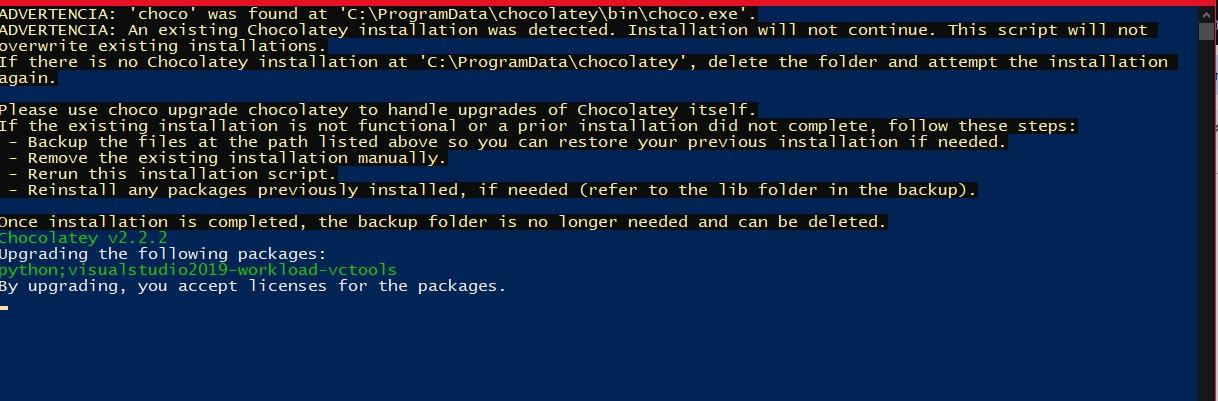 ADVERTENCIA: 'choco' was found at 'C:\ProgramData\chocolatey\bin\choco.exe'.
ADVERTENCIA: An existing Chocolatey installation was detected. Installation will not continue. This script will not
overwrite existing installations.
If there is no Chocolatey installation at 'C:\ProgramData\chocolatey', delete the folder and attempt the installation
again.
Please use choco upgrade chocolatey to handle upgrades of Chocolatey itself.
If the existing installation is not functional or a prior installation did not complete, follow these steps:
- Backup the files at the path listed above so you can restore your previous installation if needed.
- Remove the existing installation manually.
- Rerun this installation script.
- Reinstall any packages previously installed, if needed (refer to the lib folder in the backup).
Once installation is completed, the backup folder is no longer needed and can be deleted.
Chocolatey v2.2.2
Upgrading the following packages:
python;visualstudio2019-workload-vctools
By upgrading, you accept licenses for the packages.